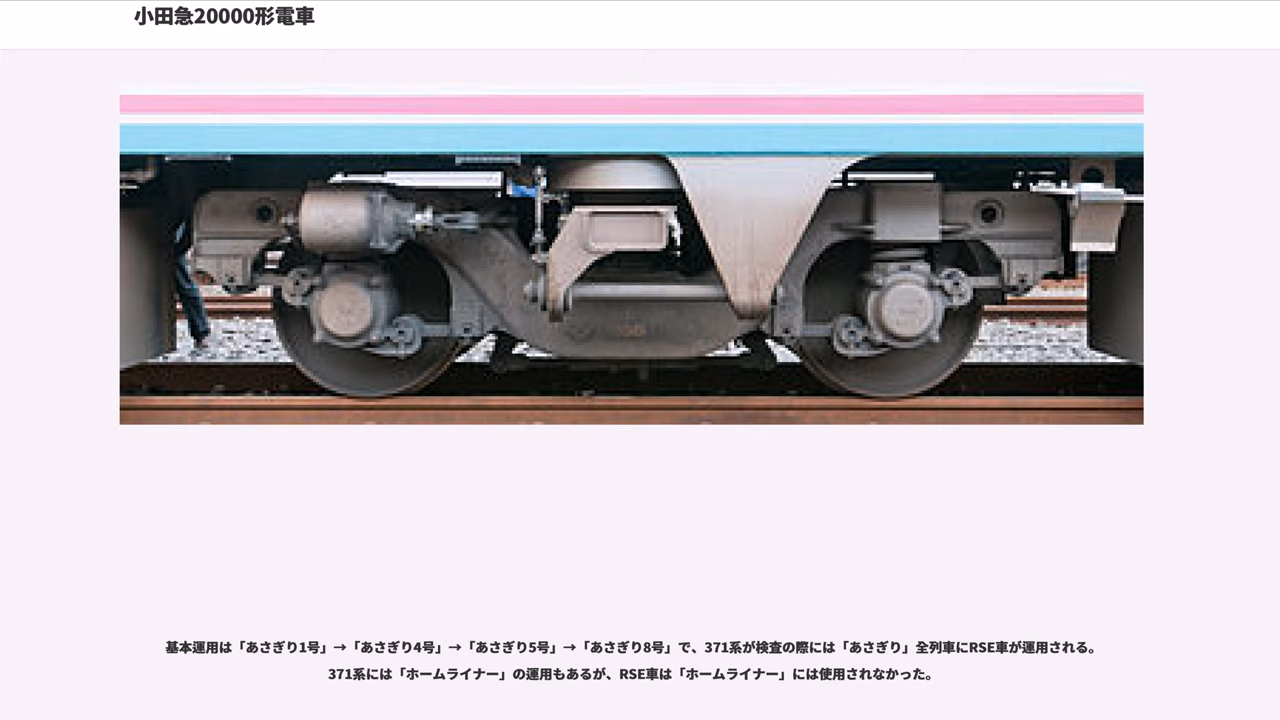 小田急20000形電車
基本運用は「あさぎり1号」→「あさぎり4号」→「あさぎり5号」→「あさぎり8号」で、371系が検査の際には「あさぎり」全列車にRSE車が運用される。
371系には「ホームライナー」の運用もあるが、RSE車は「ホームライナー」には使用されなかった。